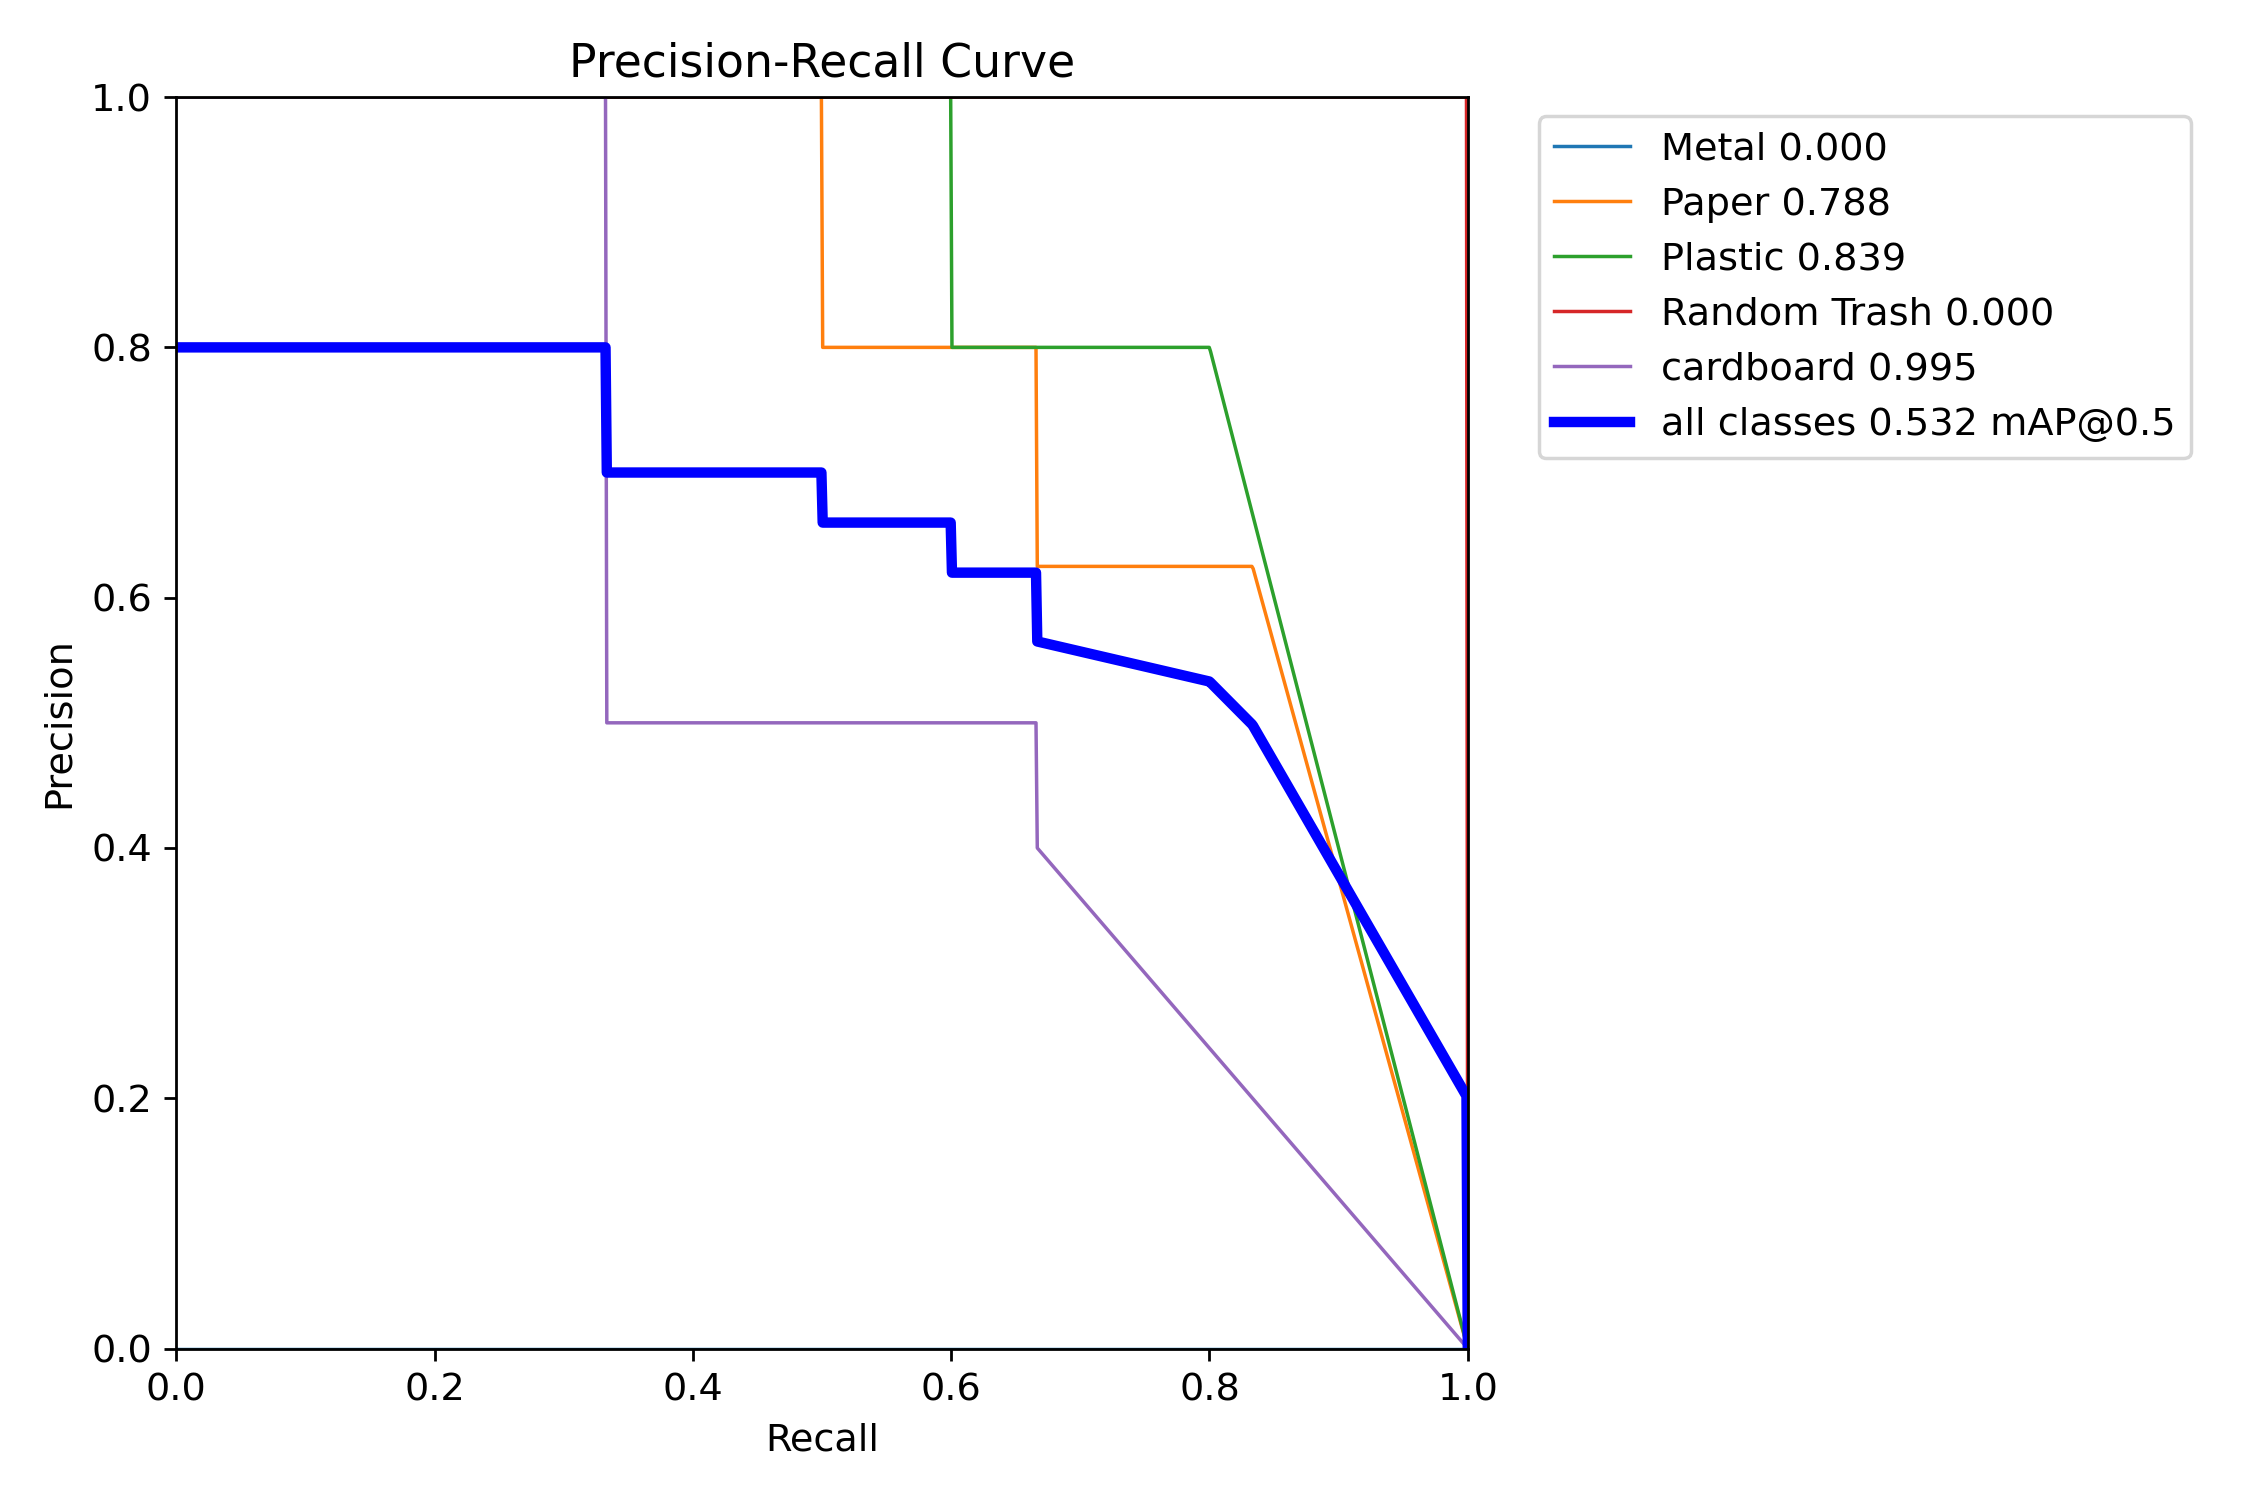 Precision-Recall Curve
1.0
0.8
0.6
0.4
0.2
0.0
Precision
0.0 0.2 0.4 0.6 0.8 1.0
Recall
Metal 0.000
Paper 0.788
Plastic 0.839
Random Trash 0.000
cardboard 0.995
all classes 0.532 mAP@0.5